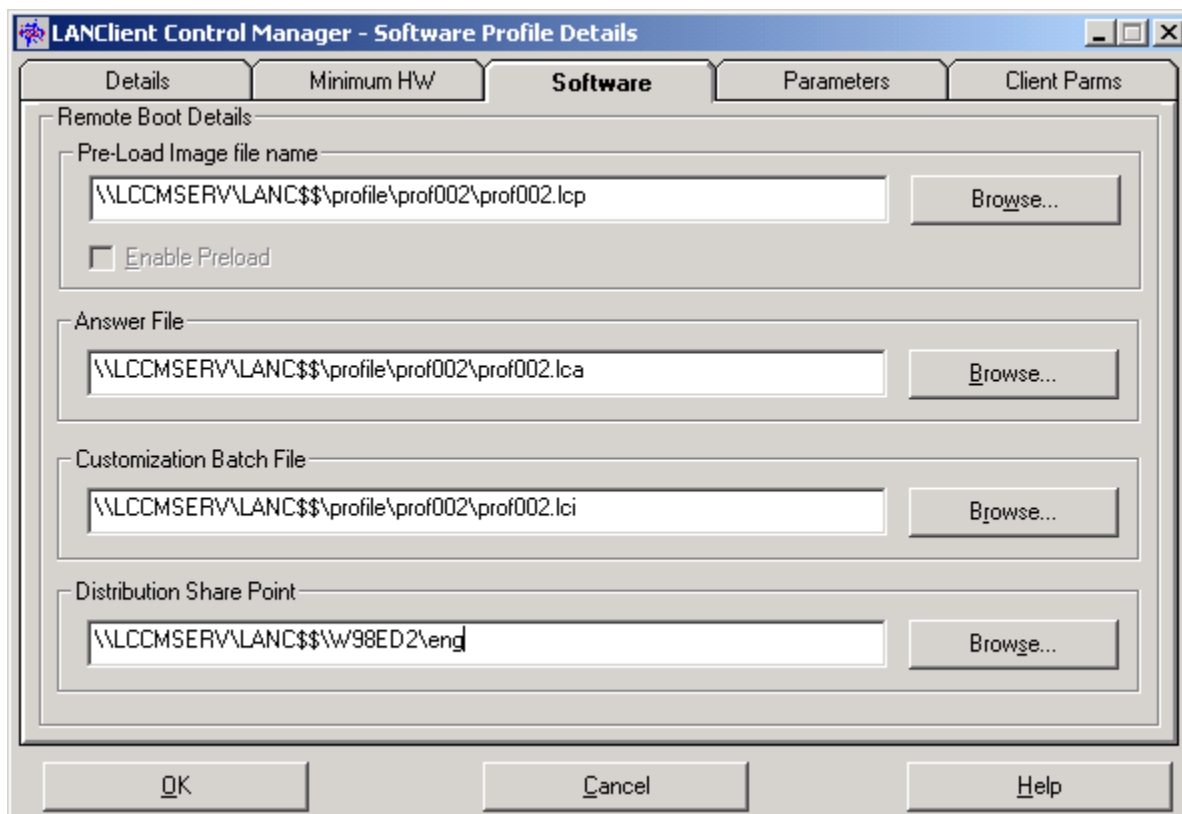 LANClient Control Manager - Software Profile Details
Details Minimum HW Software Parameters Client Parms
Remote Boot Details
Pre-Load Image file name
\\LCCMSERV\LANC$$\profile\prof002\prof002.lcp Browse...
Enable Preload
Answer File
\\LCCMSERV\LANC$$\profile\prof002\prof002.lca Browse...
Customization Batch File
\\LCCMSERV\LANC$$\profile\prof002\prof002.lci Browse...
Distribution Share Point
\\LCCMSERV\LANC$$\W98ED2\eng Browse...
OK Cancel Help